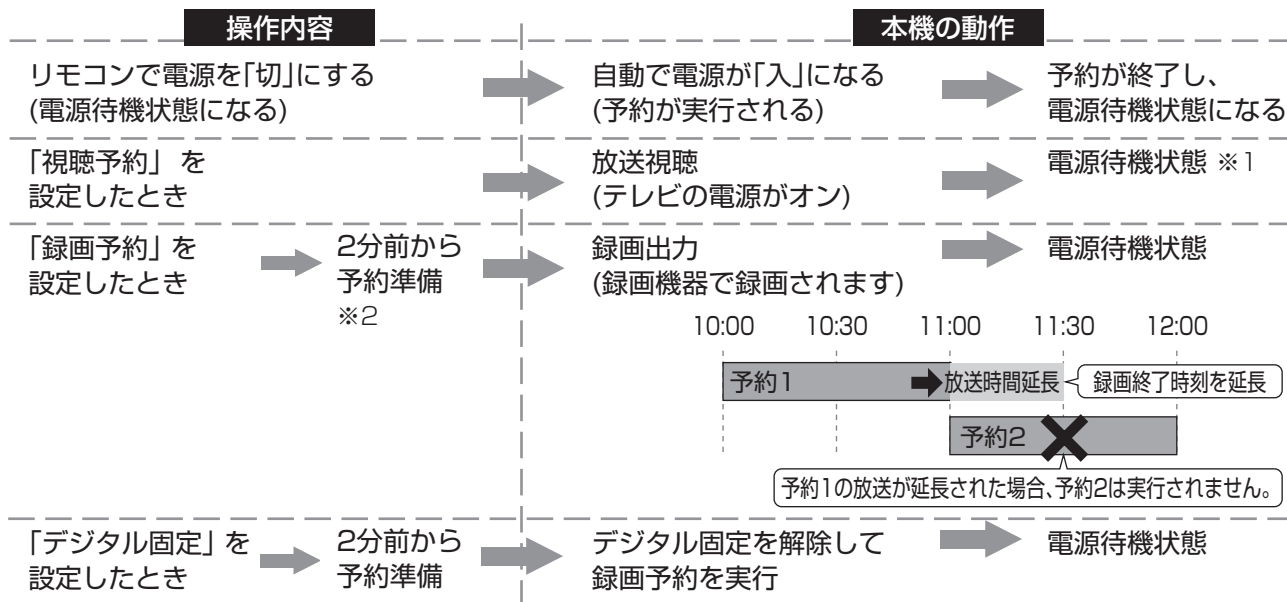 操作内容
本機の動作
リモコンで電源を｢切｣にする
(電源待機状態になる)
自動で電源が｢入｣になる
(予約が実行される)
予約が終了し、
電源待機状態になる
「視聴予約」 を
設定したとき
放送視聴
(テレビの電源がオン)
電源待機状態 ※1
「録画予約」を
設定したとき
2分前から
予約準備
※2
録画出力
(録画機器で録画されます)
電源待機状態
10:00 10:30 11:00 11:30 12:00
予約1
放送時間延長
録画終了時刻を延長
予約2
予約1の放送が延長された場合、予約2は実行されません。
「デジタル固定」を
設定したとき
2分前から
予約準備
デジタル固定を解除して
録画予約を実行
電源待機状態